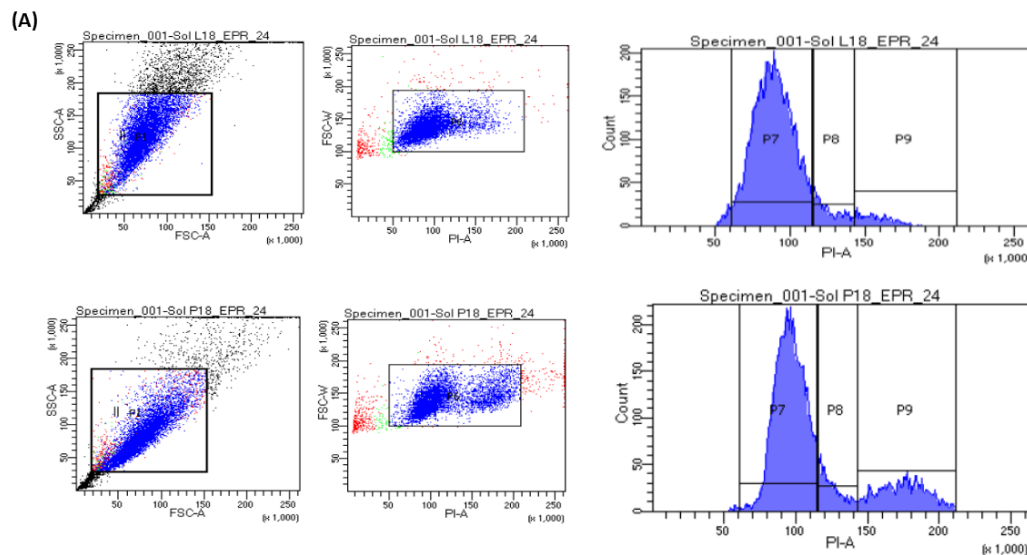 (A)
Specimen_001-Sol L18_EPR_24
SSC-A
(x 1,000)
50 100 150 200 250
P1
50 100 150 200 250
FSC-A
(x 1,000)
Specimen_001-Sol L18_EPR_24
FSC-W
(x 1,000)
50 100 150 200 250
50 100 150 200 250
PI-A
(x 1,000)
Specimen_001-Sol L18_EPR_24
Count
0 50 100 150 200
P7 P8 P9
50 100 150 200 250
PI-A
(x 1,000)
Specimen_001-Sol P18_EPR_24
SSC-A
(x 1,000)
50 100 150 200 250
P1
50 100 150 200 250
FSC-A
(x 1,000)
Specimen_001-Sol P18_EPR_24
FSC-W
(x 1,000)
50 100 150 200 250
P6
50 100 150 200 250
PI-A
(x 1,000)
Specimen_001-Sol P18_EPR_24
Count
0 50 100 150 200
P7 P8 P9
50 100 150 200 250
PI-A
(x 1,000)